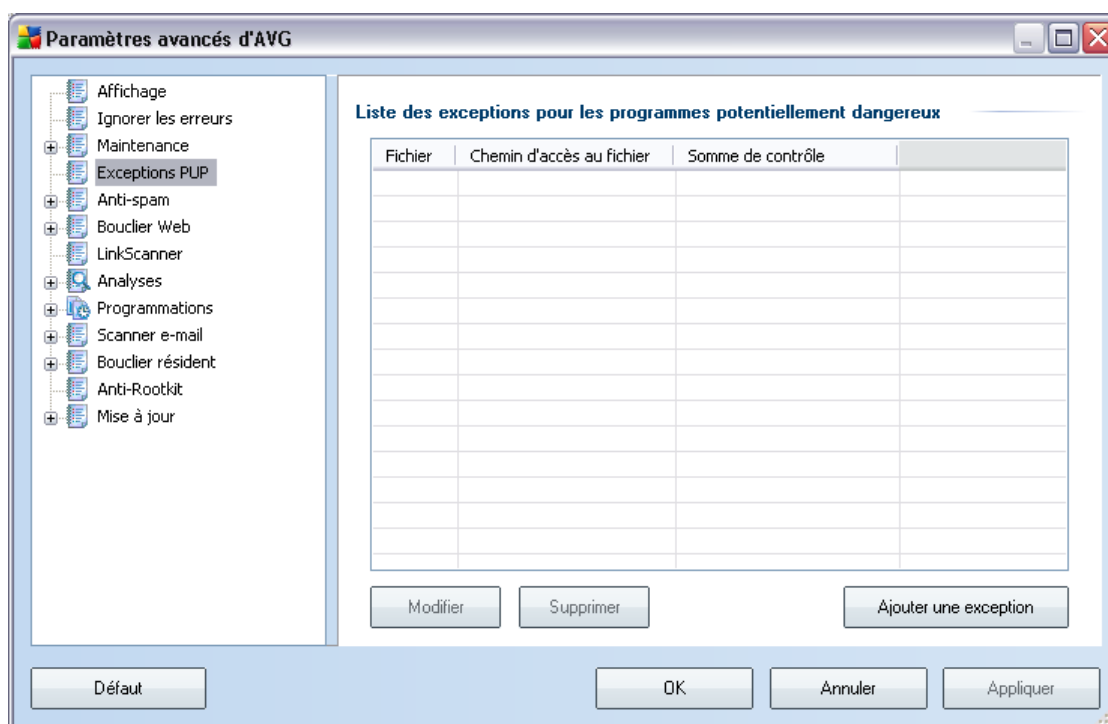 Paramètres avancés d'AVG
Affichage
Ignorer les erreurs
Maintenance
Exceptions PUP
Anti-spam
Bouclier Web
LinkScanner
Analyses
Programmations
Scanner e-mail
Bouclier résident
Anti-Rootkit
Mise à jour
Liste des exceptions pour les programmes potentiellement dangereux
Fichier Chemin d'accès au fichier Somme de contrôle
Modifier Supprimer Ajouter une exception
Défaut OK Annuler Appliquer